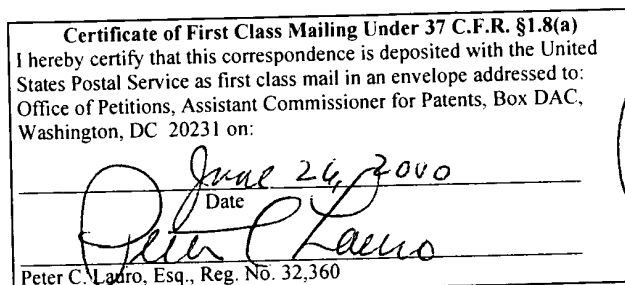 Certificate of First Class Mailing Under 37 C.F.R. §1.8(a)
I hereby certify that this correspondence is deposited with the United
States Postal Service as first class mail in an envelope addressed to:
Office of Petitions, Assistant Commissioner for Patents, Box DAC,
Washington, DC 20231 on:
June 26, 2000
Date
Peter C Lauro
Peter C. Lauro, Esq., Reg. No. 32,360